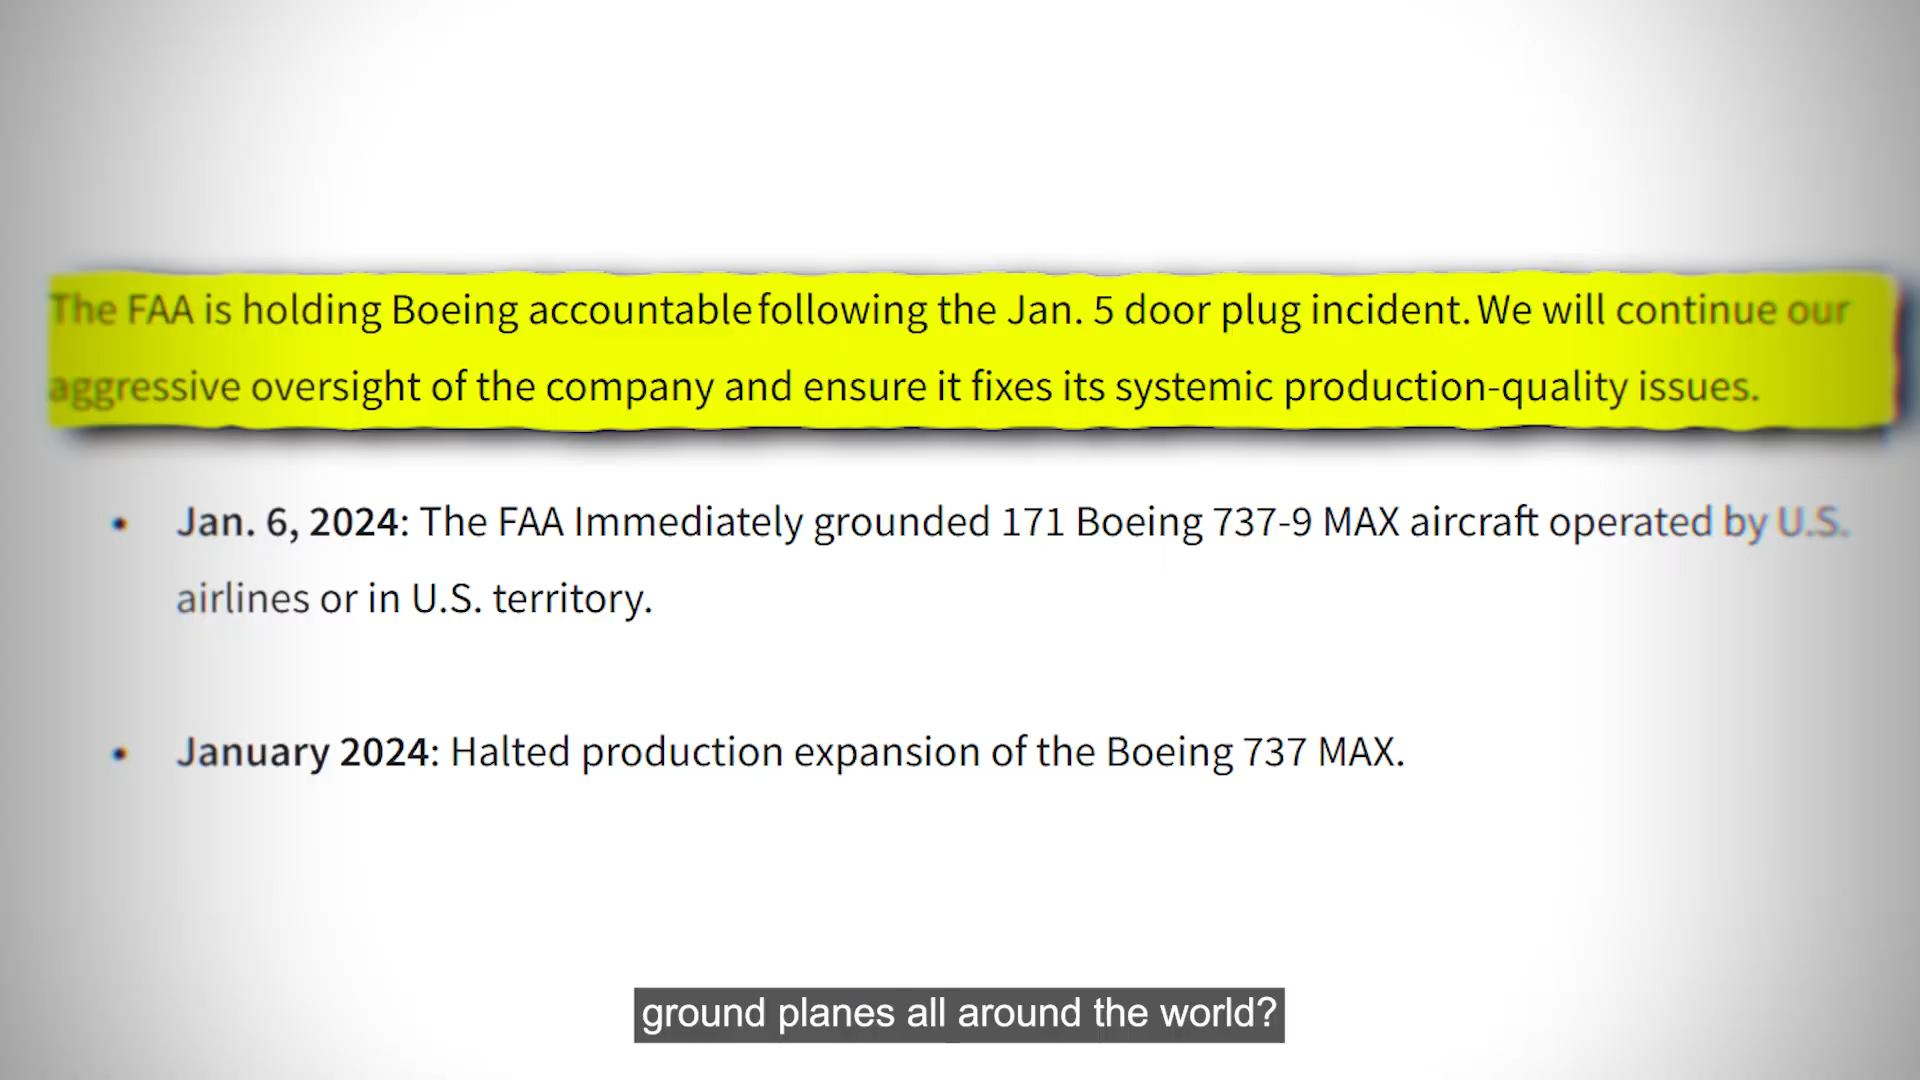 The FAA is holding Boeing accountable following the Jan. 5 door plug incident. We will continue our
aggressive oversight of the company and ensure it fixes its systemic production-quality issues.
• Jan. 6, 2024: The FAA Immediately grounded 171 Boeing 737-9 MAX aircraft operated by U.S.
airlines or in U.S. territory.
• January 2024: Halted production expansion of the Boeing 737 MAX.
ground planes all around the world?